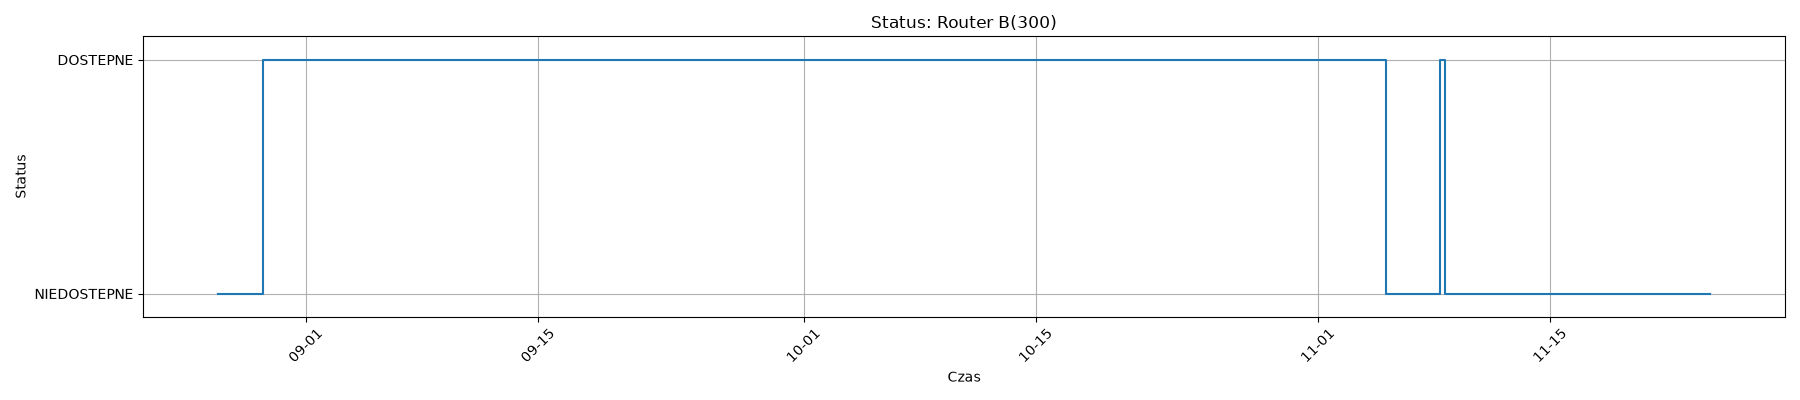 Status: Router B(300)
DOSTEPNE
NIEDOSTEPNE
Status
09-01
09-15
10-01
10-15
11-01
11-15
Czas